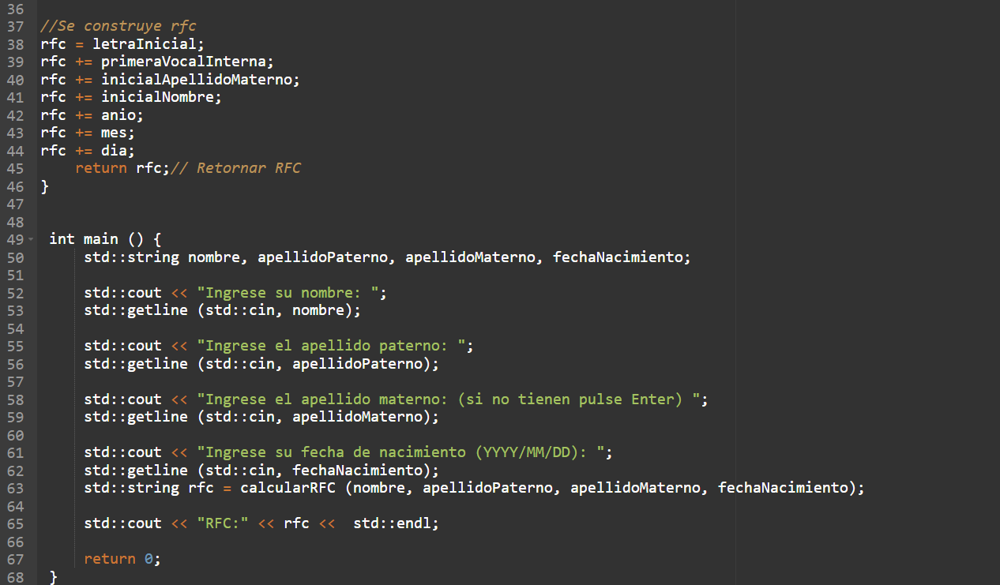 36
37 //Se construye rfc
38 rfc = letraInicial;
39 rfc += primeraVocalInterna;
40 rfc += inicialApellidoMaterno;
41 rfc += inicialNombre;
42 rfc += anio;
43 rfc += mes;
44 rfc += dia;
45     return rfc;// Retornar RFC
46 }
47
48
49  int main () {
50      std::string nombre, apellidoPaterno, apellidoMaterno, fechaNacimiento;
51
52      std::cout << "Ingrese su nombre: ";
53      std::getline (std::cin, nombre);
54
55      std::cout << "Ingrese el apellido paterno: ";
56      std::getline (std::cin, apellidoPaterno);
57
58      std::cout << "Ingrese el apellido materno: (si no tienen pulse Enter) ";
59      std::getline (std::cin, apellidoMaterno);
60
61      std::cout << "Ingrese su fecha de nacimiento (YYYY/MM/DD): ";
62      std::getline (std::cin, fechaNacimiento);
63      std::string rfc = calcularRFC (nombre, apellidoPaterno, apellidoMaterno, fechaNacimiento);
64
65      std::cout << "RFC:" << rfc <<  std::endl;
66
67      return 0;
68  }